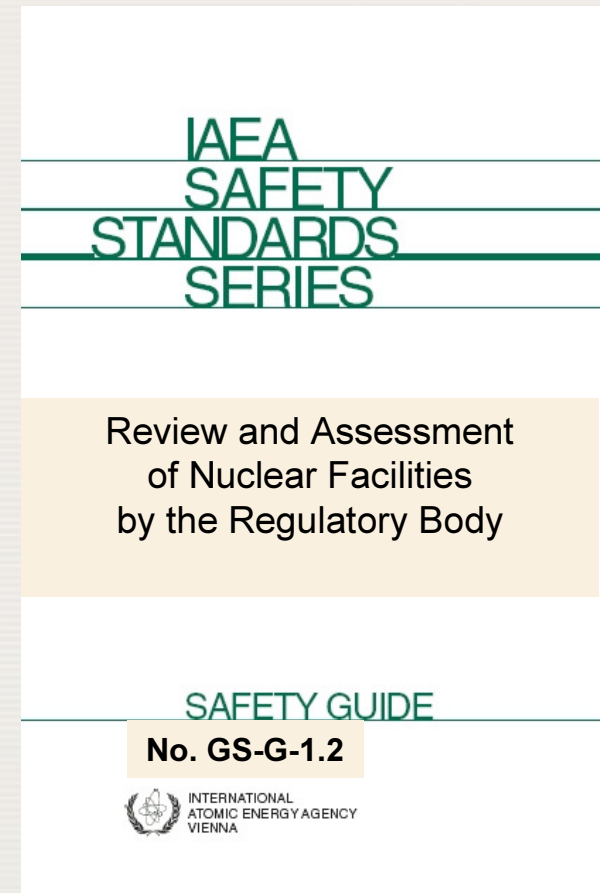 IAEA
SAFETY
STANDARDS
SERIES
Review and Assessment
of Nuclear Facilities
by the Regulatory Body
SAFETY GUIDE
No. GS-G-1.2
INTERNATIONAL
ATOMIC ENERGY AGENCY
VIENNA